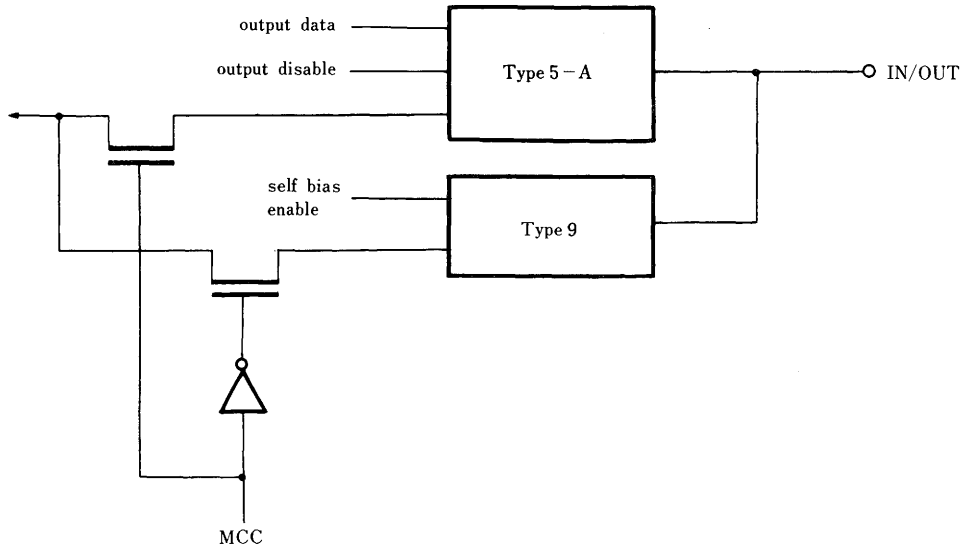 output data
output disable
Type 5-A
IN/OUT
self bias
enable
Type 9
MCC